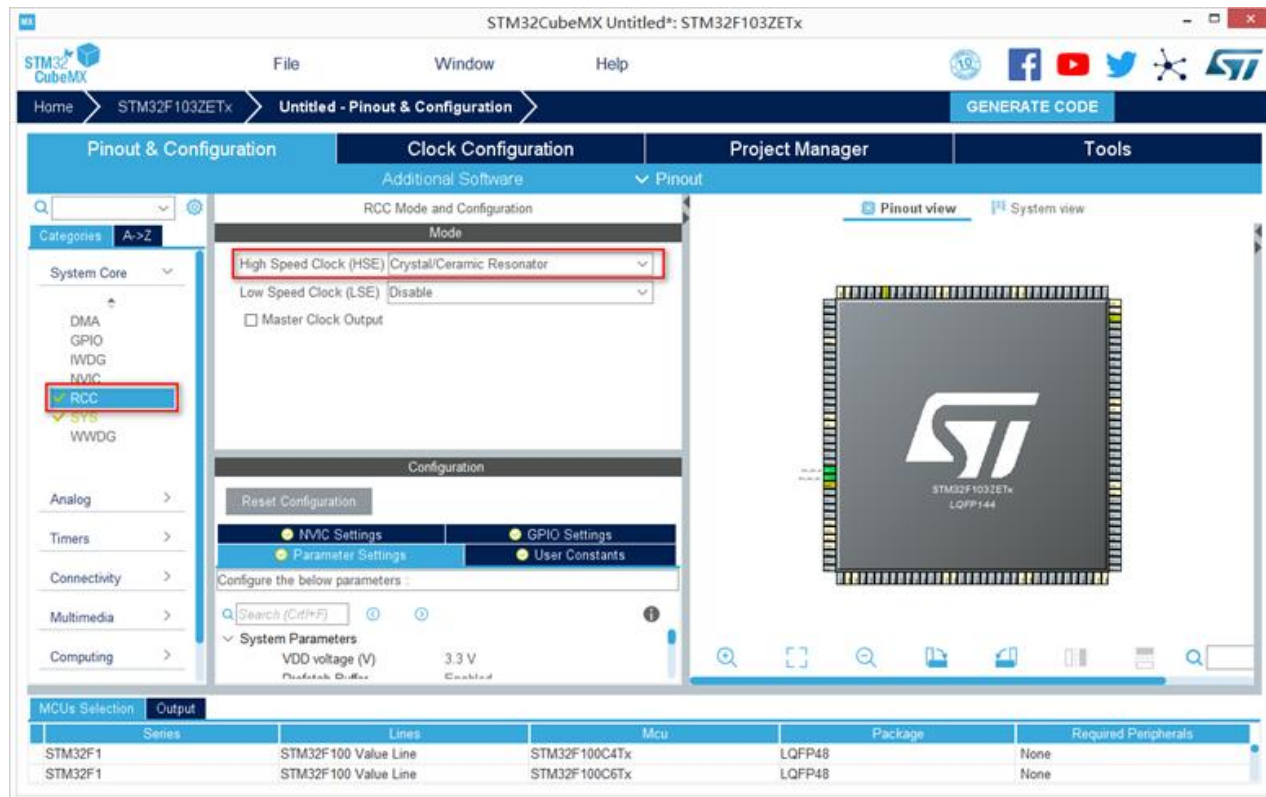 MX STM32CubeMX Untitled*: STM32F103ZETx
STM32 CubeMX File Window Help
Home STM32F103ZETx Untitled - Pinout & Configuration GENERATE CODE
Pinout & Configuration Clock Configuration Project Manager Tools
Additional Software Pinout
RCC Mode and Configuration Pinout view System view
Categories A->Z Mode
System Core High Speed Clock (HSE) Crystal/Ceramic Resonator
Low Speed Clock (LSE) Disable
DMA Master Clock Output
GPIO
IWDG
NVIC
RCC
SYS
WWDG
STM32F103ZETx
LQFP144
Configuration
Analog Reset Configuration
Timers NVIC Settings GPIO Settings
Parameter Settings User Constants
Connectivity Configure the below parameters :
Multimedia Search (Crtl+F)
System Parameters
Computing VDD voltage (V) 3.3 V
Prefetch Buffer Enabled
MCUs Selection Output
Series Lines Mcu Package Required Peripherals
STM32F1 STM32F100 Value Line STM32F100C4Tx LQFP48 None
STM32F1 STM32F100 Value Line STM32F100C6Tx LQFP48 None